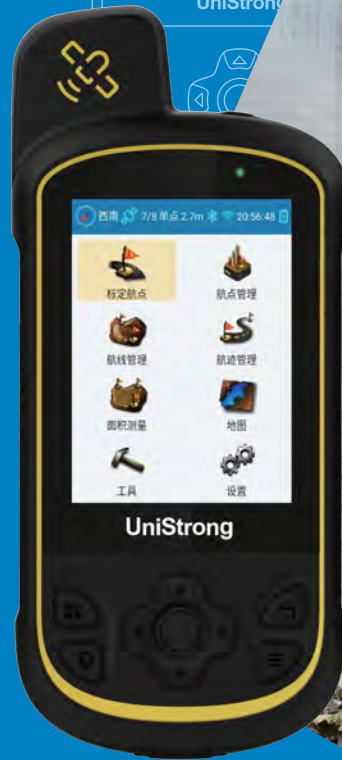 UniStrong
西南 7/8 单点 2.7m 20:56:48
标定航点 航点管理
航线管理 航迹管理
面积测量 地图
工具 设置
UniStrong